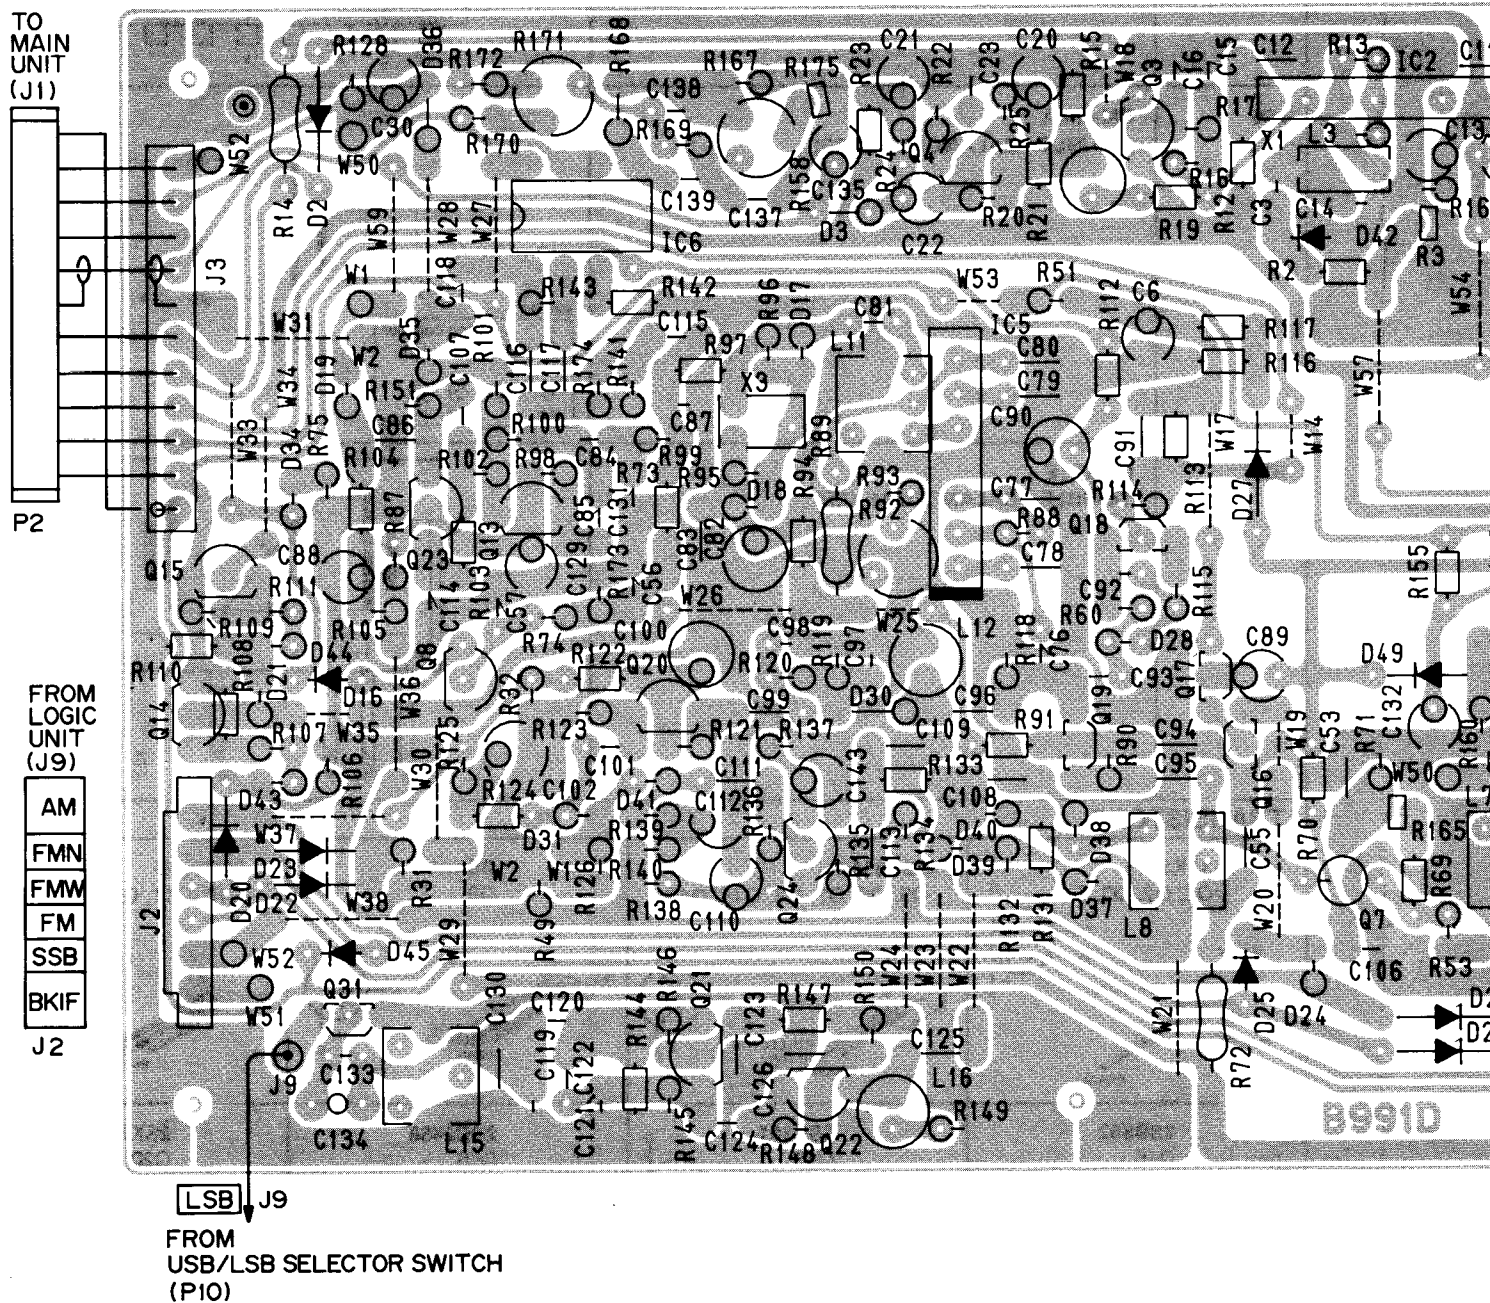 TO
MAIN
UNIT
(J1)
R128
D36
R172
R171
R168
R167
R175
R23
C21
R22
C23
C20
R15
W18
Q3
C16
C15
C12
R13
IC2
W52
C30
W50
R170
C138
R169
R158
C135
R24
Q4
R25
R17
X1
L3
C13
R14
D2
W59
W28
W27
C139
C137
D3
C22
R20
R21
R16
R19
R12
C3
C14
D42
R16
R3
IC6
J3
W1
C118
R143
R142
R96
D17
C81
W53
R51
R112
C6
R2
W54
W31
W2
D35
C107
R101
C116
C117
R174
R141
C115
R97
L11
IC5
C80
R117
R116
W57
W34
D19
R151
X3
C79
W33
D34
R75
C86
R100
C87
R89
C90
C91
W17
W14
R104
R102
R98
C84
R73
R99
R95
R94
R93
P2
R87
Q13
C85
C131
D18
R92
C77
R88
R114
Q18
R113
D27
Q15
C88
Q23
C114
R103
C57
C129
R173
C56
C83
C82
C78
R155
R111
W26
C92
R60
R115
R109
R105
R74
C100
C98
R119
C97
W25
L12
R118
C76
D28
C89
D49
R110
R108
D21
D44
D16
W36
Q8
R32
R122
Q20
R120
C93
Q17
FROM
LOGIC
UNIT
(J9)
Q14
R107
W35
R125
R123
C99
D30
C96
R121
R137
C109
R91
Q19
R90
C94
W19
C53
R71
C132
R160
R106
W30
C101
C111
C143
R133
C95
Q16
W50
AM
D43
R124
C102
D41
C112
R136
C108
FMN
W37
D31
R139
R135
C113
R134
D40
D38
C55
R70
R165
FMW
D23
W2
W1
R126
R140
D39
R69
FM
J2
D20
D22
W38
R31
R138
C110
Q24
R132
R131
D37
L8
W20
Q7
SSB
W52
D45
W29
R49
R146
Q21
R150
W24
W23
W22
C106
R53
BKIF
W51
Q31
C130
C120
R144
C123
R147
W21
D25
D24
J2
J9
C133
C119
C122
C125
L16
R72
C134
L15
C121
R145
C124
C126
R148
Q22
R149
B991D
LSB J9
FROM
USB/LSB SELECTOR SWITCH
(P10)